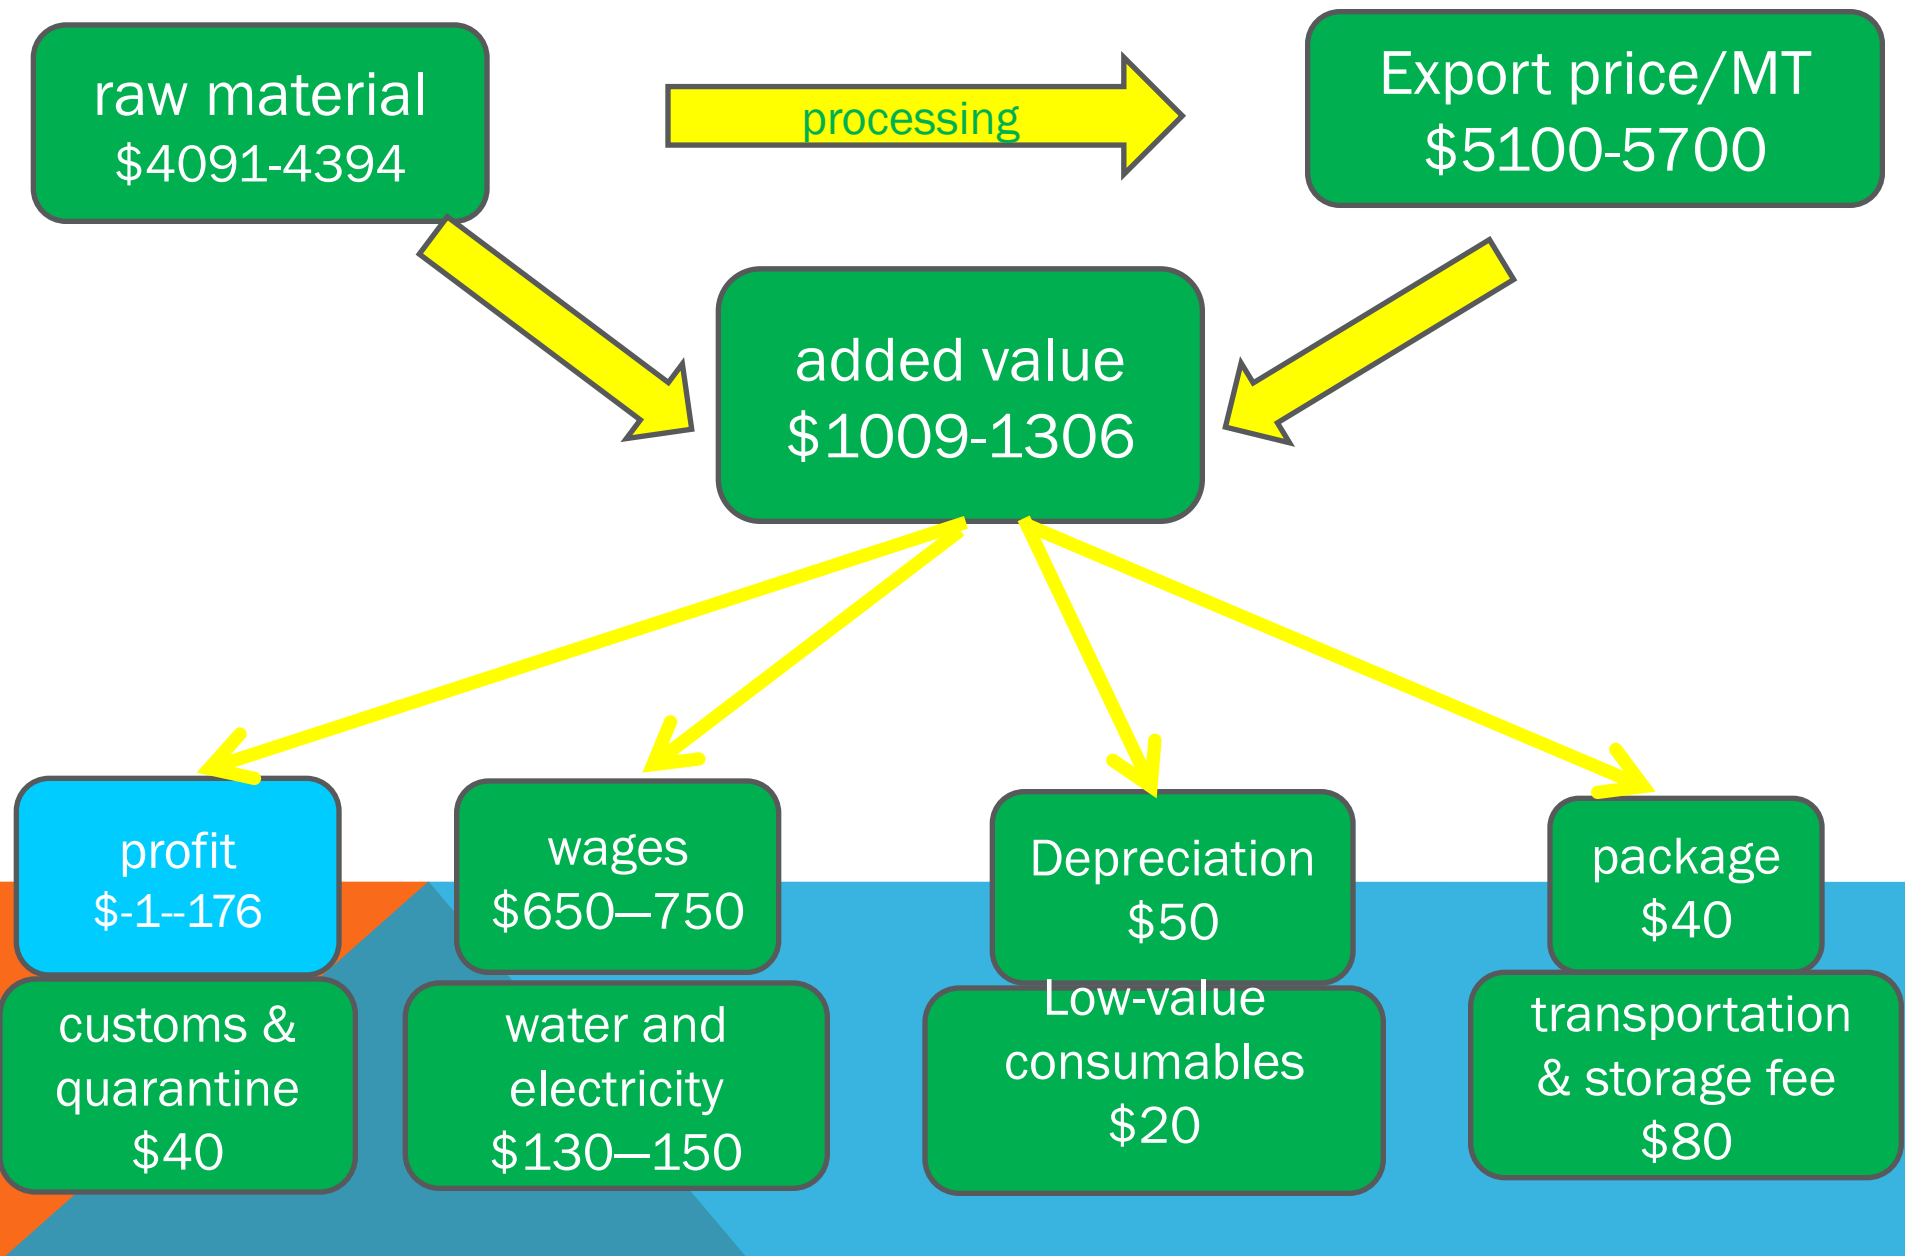 raw material
$4091-4394
processing
Export price/MT
$5100-5700
added value
$1009-1306
profit
$-1--176
wages
$650—750
Depreciation
$50
package
$40
customs &
quarantine
$40
water and
electricity
$130—150
Low-value
consumables
$20
transportation
& storage fee
$80